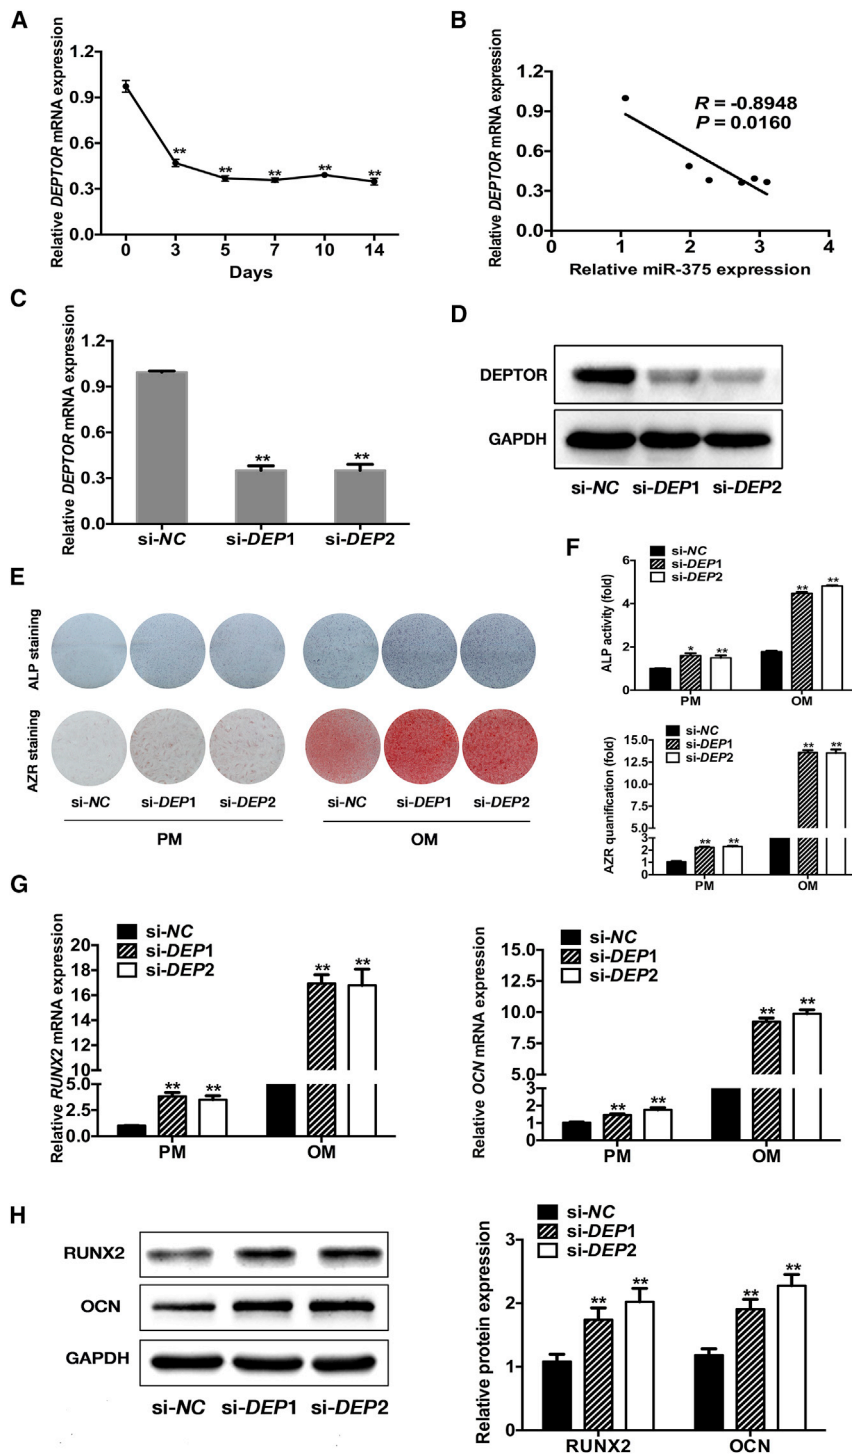 A
Relative DEPTOR mRNA expression
1.2
0.9
0.6
0.3
0.0
**
**
**
**
**
0
3
5
7
10
14
Days
B
Relative DEPTOR mRNA expression
1.2
0.9
0.6
0.3
0.0
R = -0.8948
P = 0.0160
0
1
2
3
4
Relative miR-375 expression
C
Relative DEPTOR mRNA expression
1.2
0.9
0.6
0.3
0.0
**
**
si-NC
si-DEP1
si-DEP2
D
DEPTOR
GAPDH
si-NC
si-DEP1
si-DEP2
E
ALP staining
AZR staining
si-NC
si-DEP1
si-DEP2
si-NC
si-DEP1
si-DEP2
PM
OM
F
si-NC
si-DEP1
si-DEP2
ALP activity (fold)
6
4
2
0
*
**
**
**
PM
OM
si-NC
si-DEP1
si-DEP2
AZR quanification (fold)
15.0
12.5
10.0
7.5
5.0
3
2
1
0
**
**
**
**
PM
OM
G
si-NC
si-DEP1
si-DEP2
Relative RUNX2 mRNA expression
20
18
16
14
12
10
5.0
2.5
0.0
**
**
**
**
PM
OM
si-NC
si-DEP1
si-DEP2
Relative OCN mRNA expression
15.0
12.5
10.0
7.5
5.0
3
2
1
0
**
**
**
**
PM
OM
H
RUNX2
OCN
GAPDH
si-NC
si-DEP1
si-DEP2
si-NC
si-DEP1
si-DEP2
Relative protein expression
3
2
1
0
**
**
**
**
RUNX2
OCN